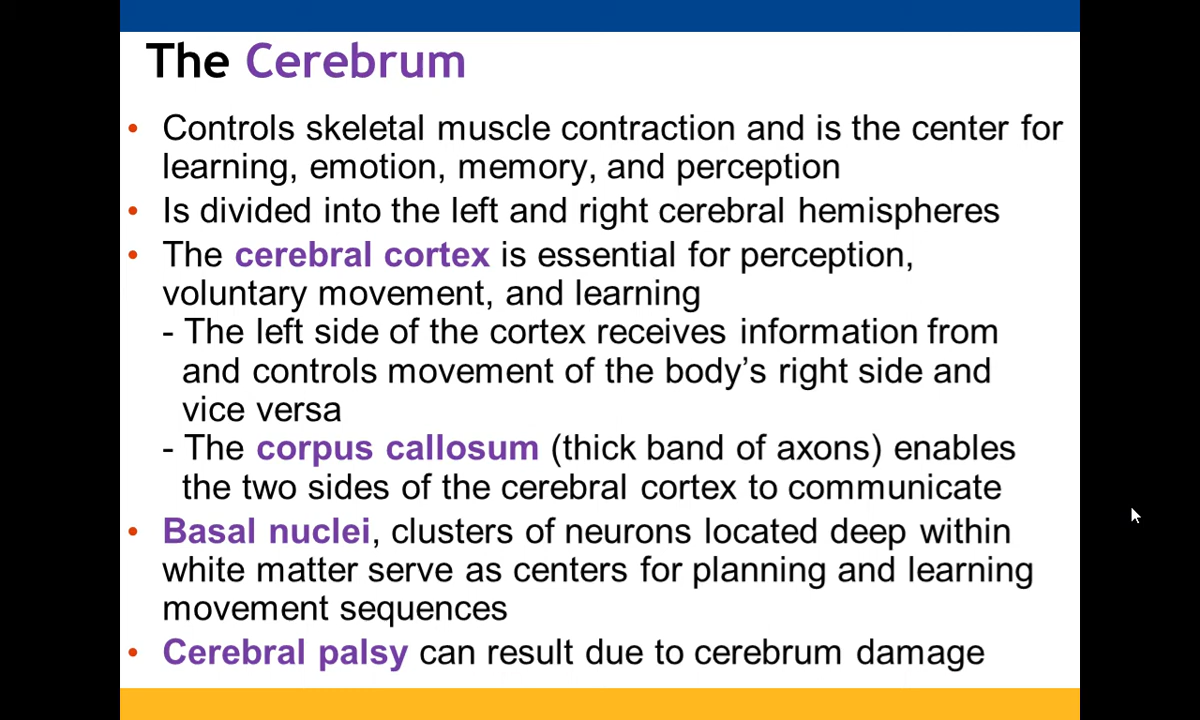 The Cerebrum
• Controls skeletal muscle contraction and is the center for
learning, emotion, memory, and perception
• Is divided into the left and right cerebral hemispheres
• The cerebral cortex is essential for perception,
voluntary movement, and learning
- The left side of the cortex receives information from
and controls movement of the body’s right side and
vice versa
- The corpus callosum (thick band of axons) enables
the two sides of the cerebral cortex to communicate
• Basal nuclei, clusters of neurons located deep within
white matter serve as centers for planning and learning
movement sequences
• Cerebral palsy can result due to cerebrum damage